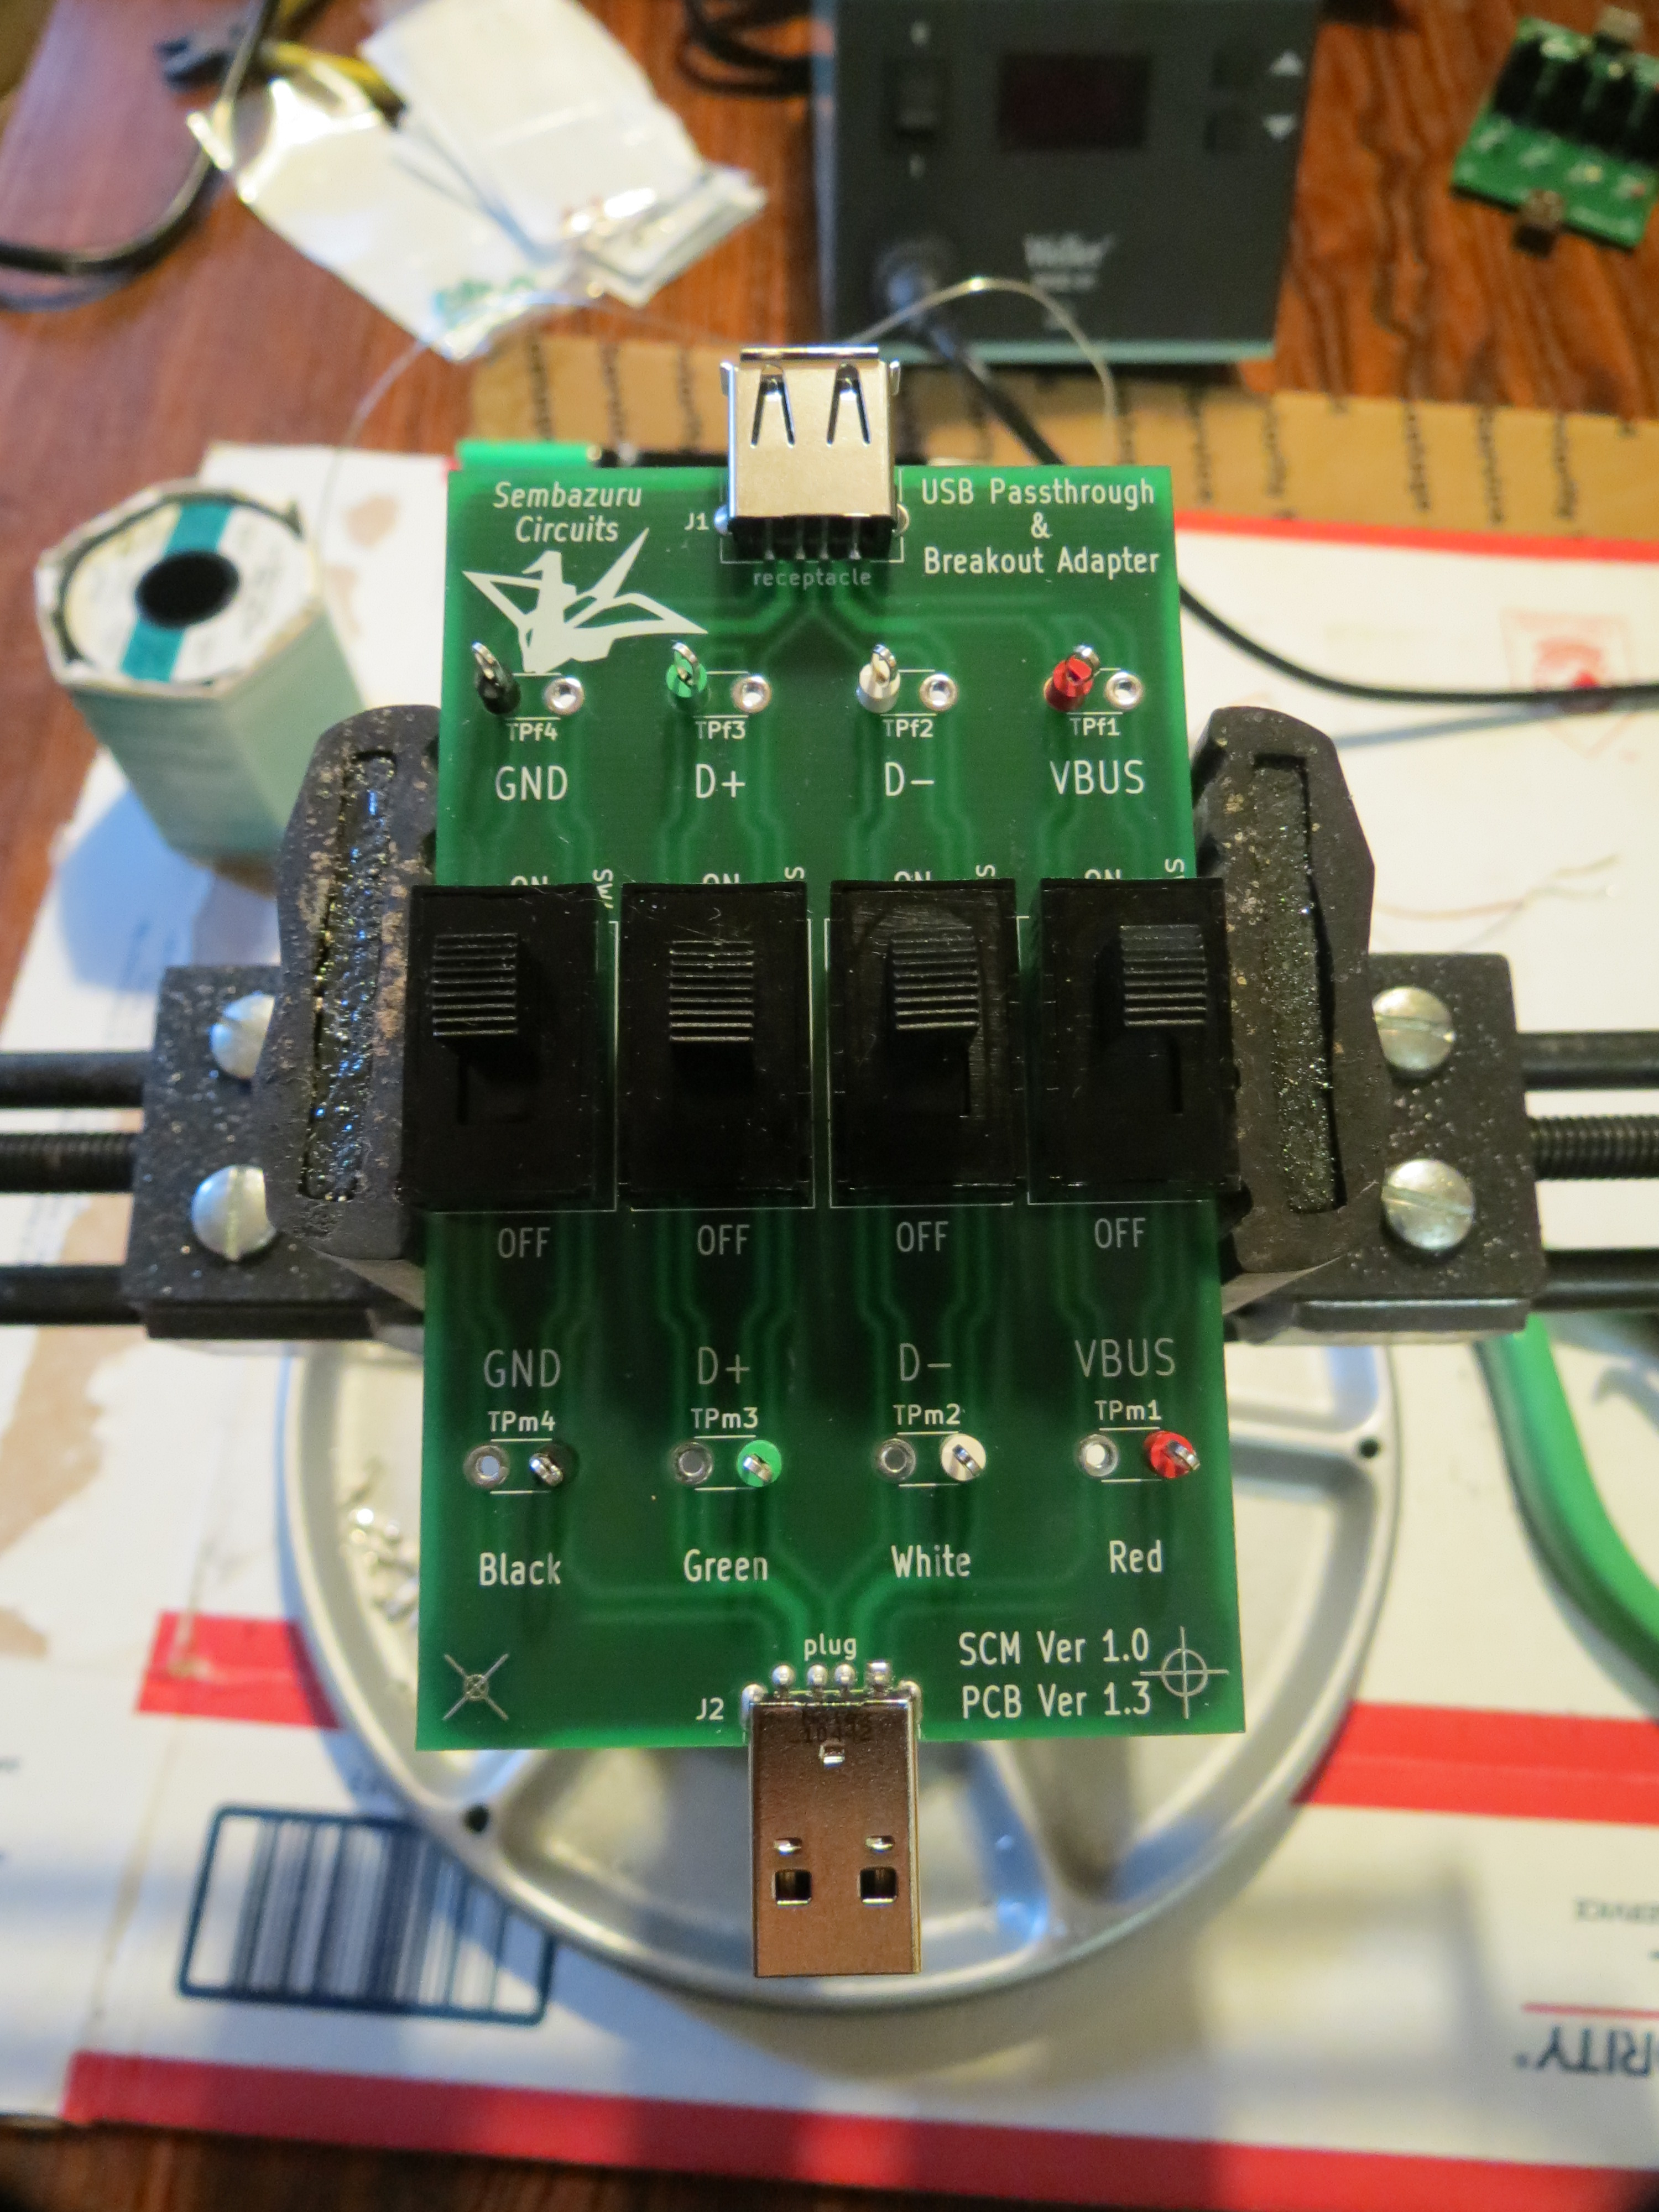 Weller
Sembazuru
Circuits
J1
receptacle
USB Passthrough
&
Breakout Adapter
TPf4
TPf3
TPf2
TPf1
GND
D+
D-
VBUS
ON
ON
ON
ON
OFF
OFF
OFF
OFF
GND
D+
D-
VBUS
TPm4
TPm3
TPm2
TPm1
Black
Green
White
Red
plug
J2
SCM Ver 1.0
PCB Ver 1.3